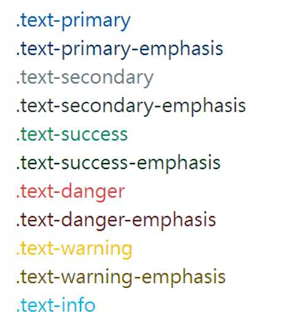 .text-primary
.text-primary-emphasis
.text-secondary
.text-secondary-emphasis
.text-success
.text-success-emphasis
.text-danger
.text-danger-emphasis
.text-warning
.text-warning-emphasis
.text-info